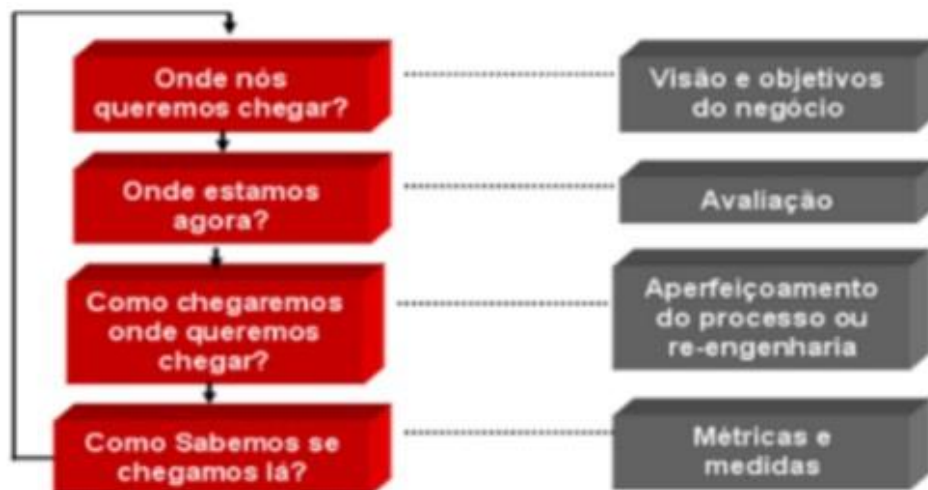 Onde nós
queremos chegar?
Visão e objetivos
do negócio
Onde estamos
agora?
Avaliação
Como chegaremos
onde queremos
chegar?
Aperfeiçoamento
do processo ou
re-engenharia
Como Sabemos se
chegamos lá?
Métricas e
medidas